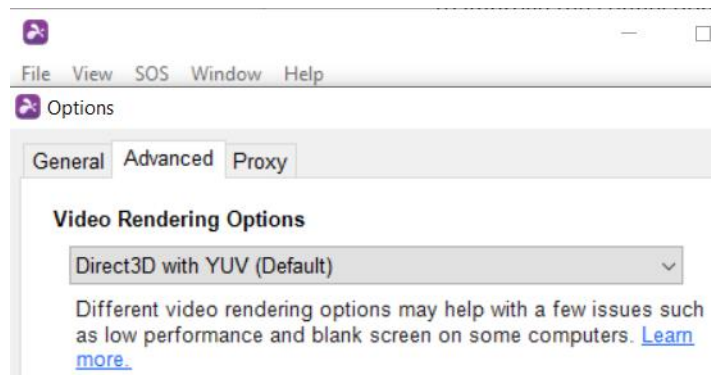 File View SOS Window Help
Options
General Advanced Proxy
Video Rendering Options
Direct3D with YUV (Default)
Different video rendering options may help with a few issues such
as low performance and blank screen on some computers. Learn
more.